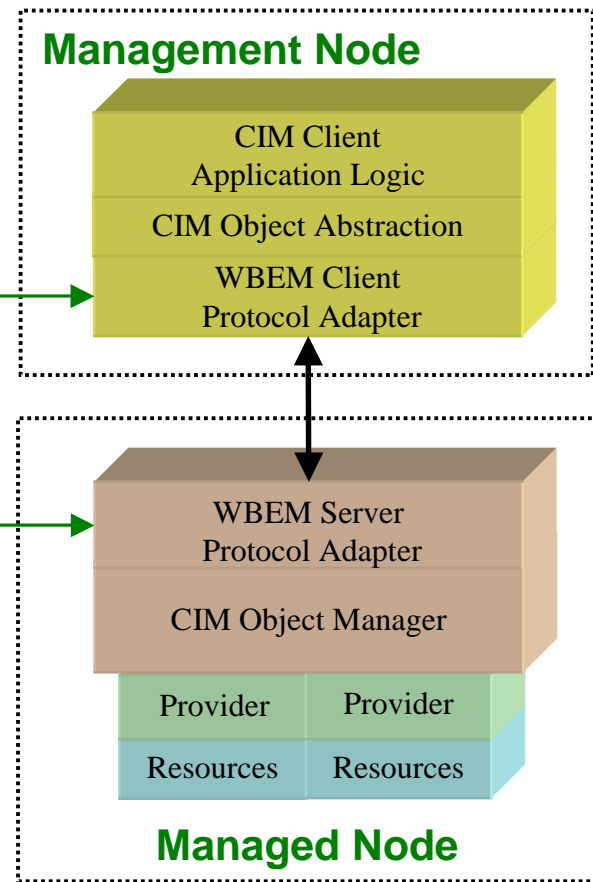 Management Node
CIM Client
Application Logic
CIM Object Abstraction
WBEM Client
Protocol Adapter
WBEM Server
Protocol Adapter
CIM Object Manager
Provider Provider
Resources Resources
Managed Node